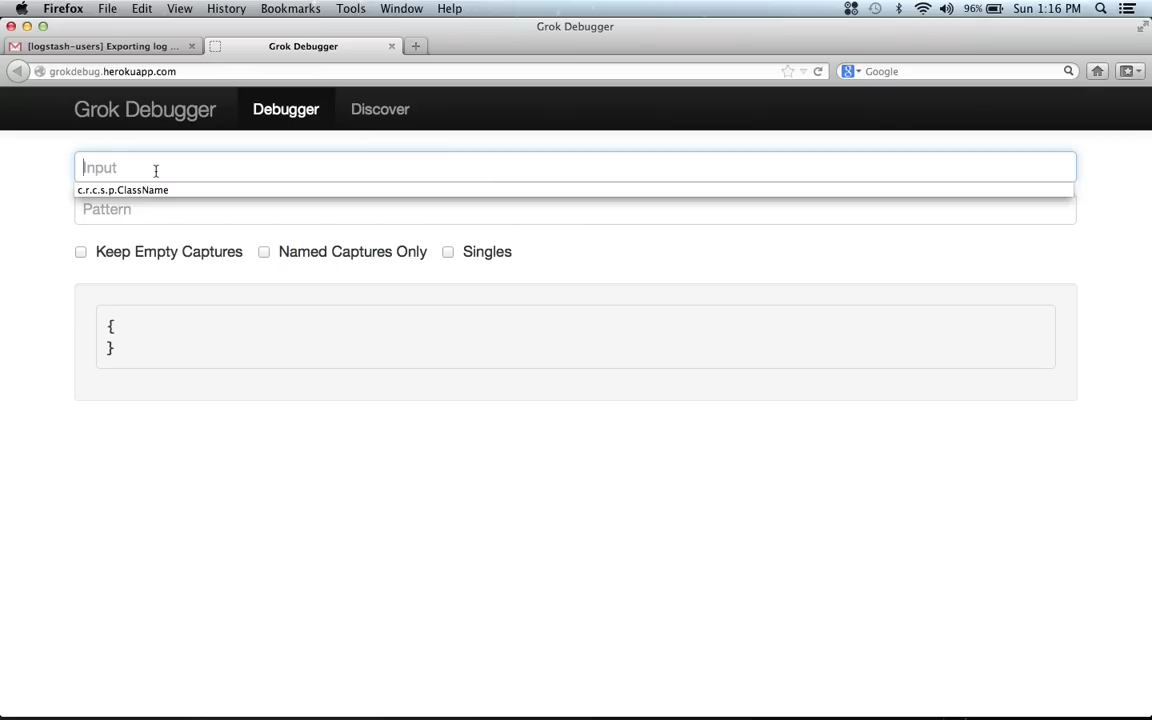 Firefox File Edit View History Bookmarks Tools Window Help 96% Sun 1:16 PM
Grok Debugger
[logstash-users] Exporting log ... Grok Debugger
grokdebug.herokuapp.com Google
Grok Debugger Debugger Discover
Input
c.r.c.s.p.ClassName
Pattern
Keep Empty Captures Named Captures Only Singles
{
}